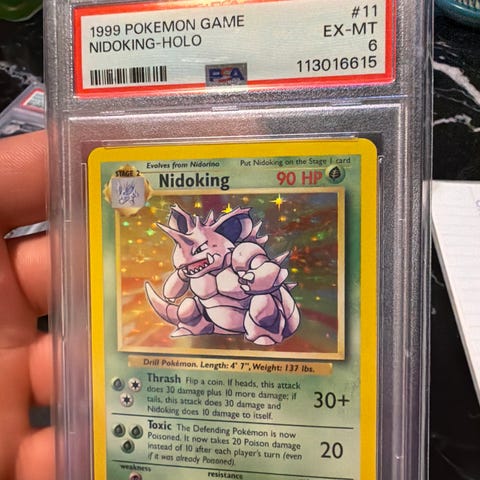 1999 POKEMON GAME #11
NIDOKING-HOLO EX-MT
6
PSA 113016615
Evolves from Nidorino Put Nidoking on the Stage 1 card
STAGE 2
Nidoking 90 HP
Drill Pokémon. Length: 4' 7", Weight: 137 lbs.
Thrash Flip a coin. If heads, this attack
does 30 damage plus 10 more damage; if
tails, this attack does 30 damage and
Nidoking does 10 damage to itself.
30+
Toxic The Defending Pokémon is now
Poisoned. It now takes 20 Poison damage
instead of 10 after each player's turn (even
if it was already Poisoned).
20
weakness resistance